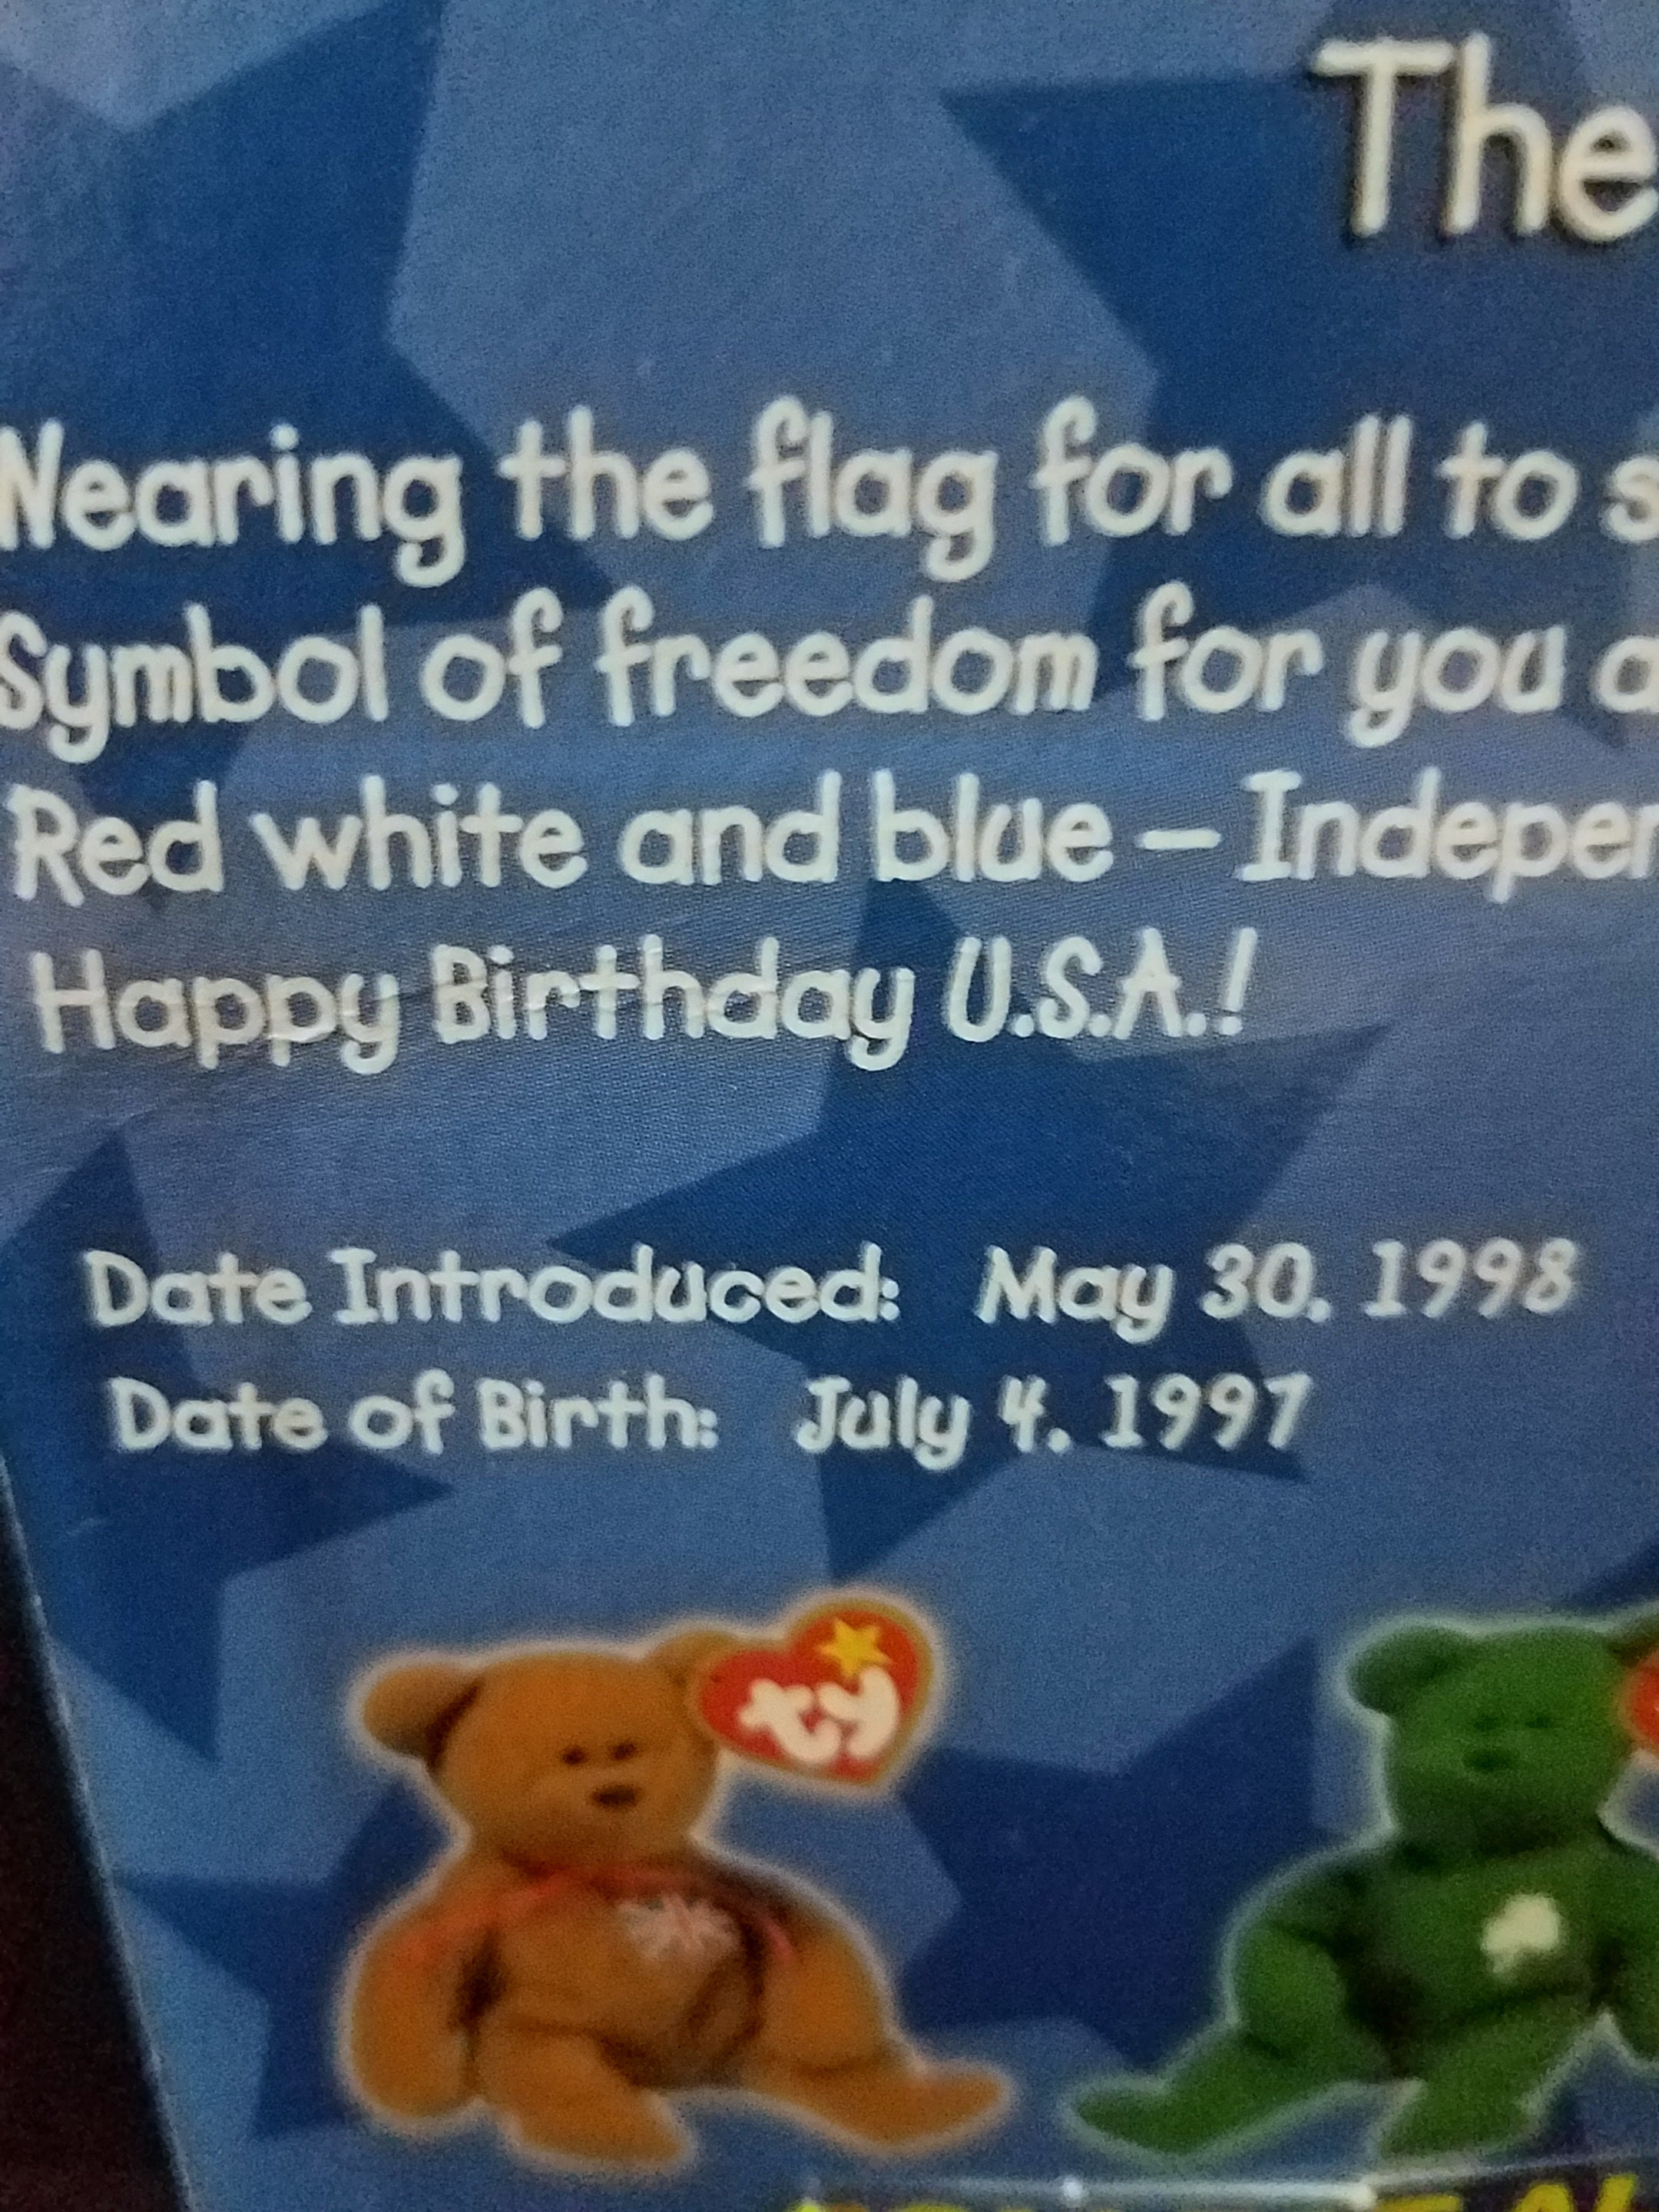 The
Wearing the flag for all to s
Symbol of freedom for you a
Red white and blue – Indepen
Happy Birthday U.S.A.!
Date Introduced: May 30, 1998
Date of Birth: July 4, 1997
ty